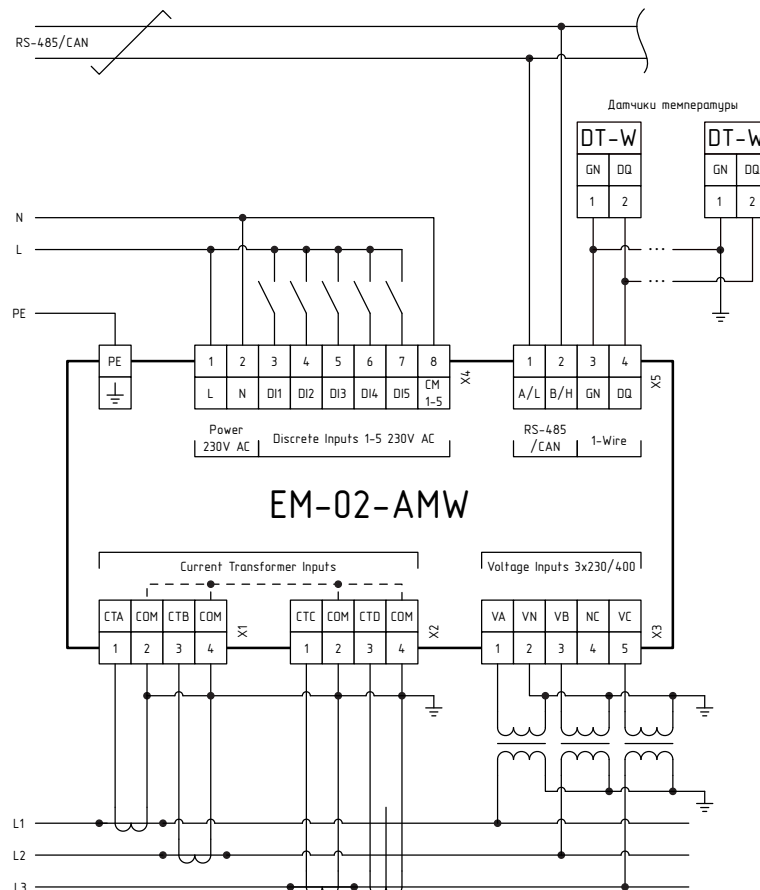 RS-485/CAN
Датчики температуры
DT-W DT-W
GN DQ GN DQ
1 2 1 2
N
L
PE
PE 1 2 3 4 5 6 7 8 X4 1 2 3 4 X5
L N DI1 DI2 DI3 DI4 DI5 CM 1-5 A/L B/H GN DQ
Power 230V AC
Discrete Inputs 1-5 230V AC
RS-485 /CAN
1-Wire
EM-02-AMW
Current Transformer Inputs
Voltage Inputs 3x230/400
CTA COM CTB COM X1 CTC COM CTD COM X2 VA VN VB NC VC X3
1 2 3 4 1 2 3 4 1 2 3 4 5
L1
L2
L3